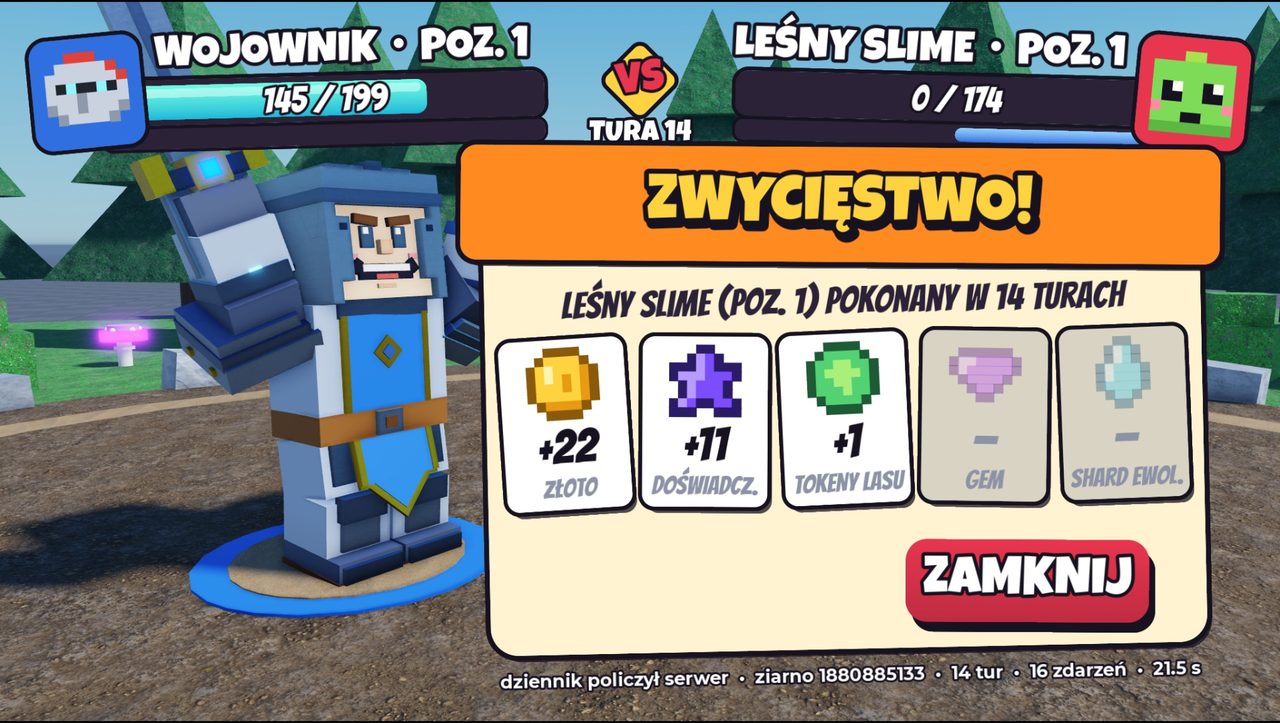 WOJOWNIK • POZ. 1
145 / 199
VS
TURA 14
LEŚNY SLIME • POZ. 1
0 / 174
ZWYCIĘSTWO!
LEŚNY SLIME (POZ. 1) POKONANY W 14 TURACH
+22
ZŁOTO
+11
DOŚWIADCZ.
+1
TOKENY LASU
–
GEM
–
SHARD EWOL.
ZAMKNIJ
dziennik policzył serwer • ziarno 1880885133 • 14 tur • 16 zdarzeń • 21.5 s